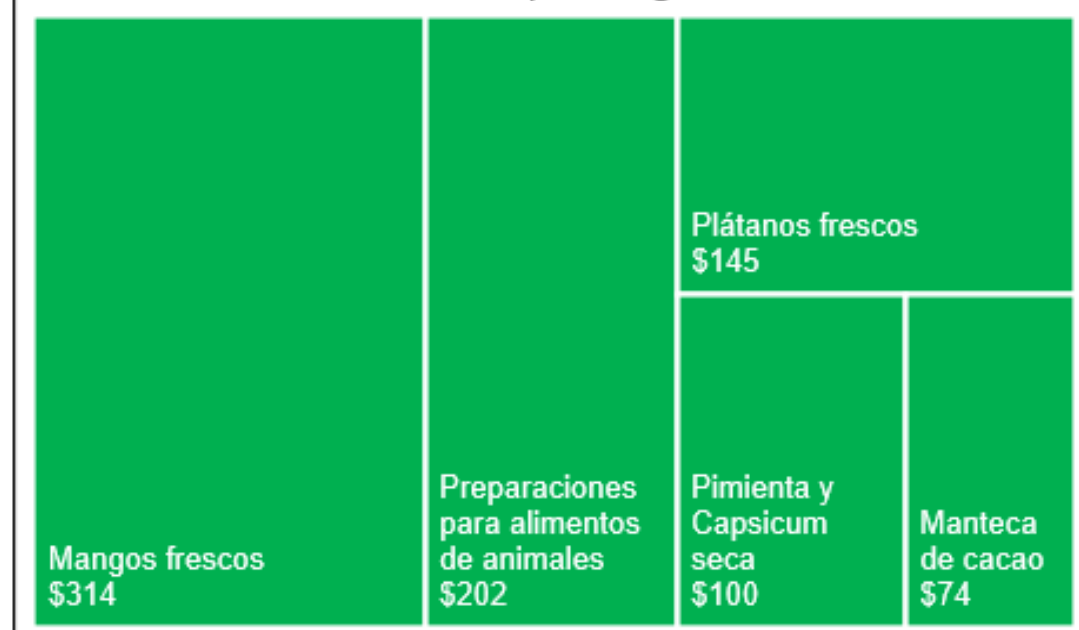 Mangos frescos
$314
Preparaciones
para alimentos
de animales
$202
Plátanos frescos
$145
Pimienta y
Capsicum
seca
$100
Manteca
de cacao
$74